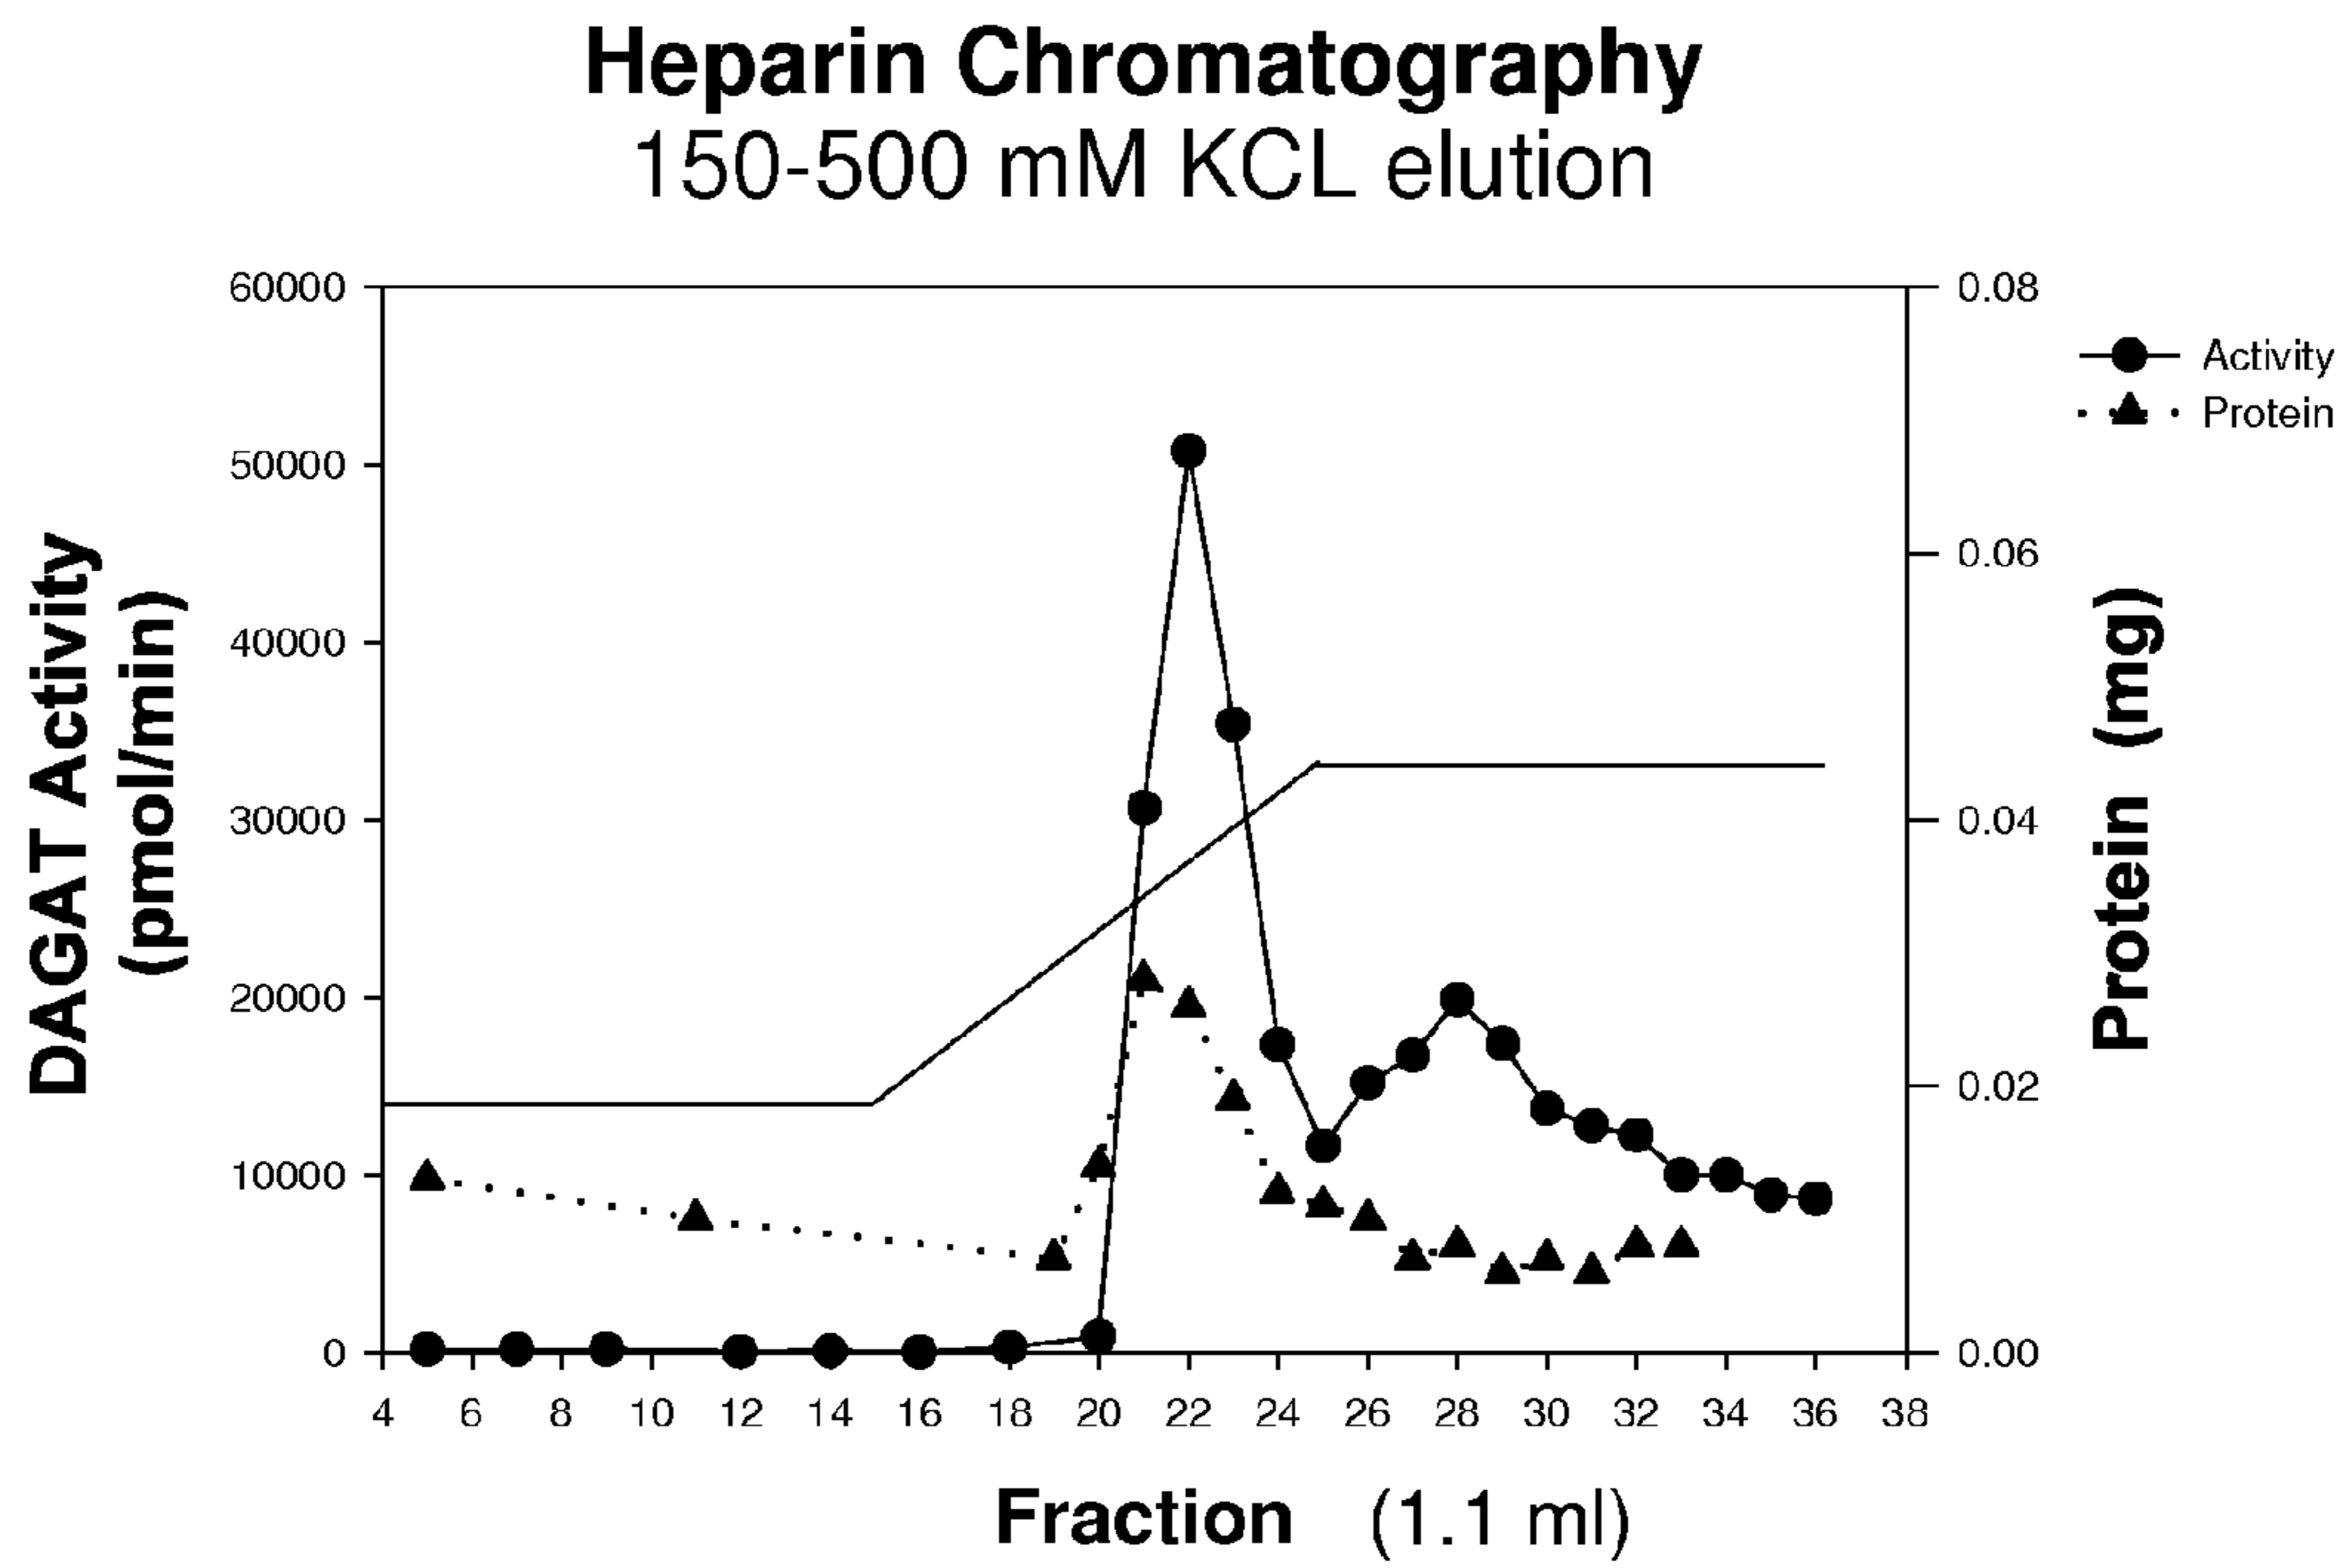 Heparin Chromatography
150-500 mM KCL elution
60000
50000
40000
30000
20000
10000
0
DAGAT Activity
(pmol/min)
0.08
0.06
0.04
0.02
0.00
Protein (mg)
Activity
Protein
4 6 8 10 12 14 16 18 20 22 24 26 28 30 32 34 36 38
Fraction (1.1 ml)